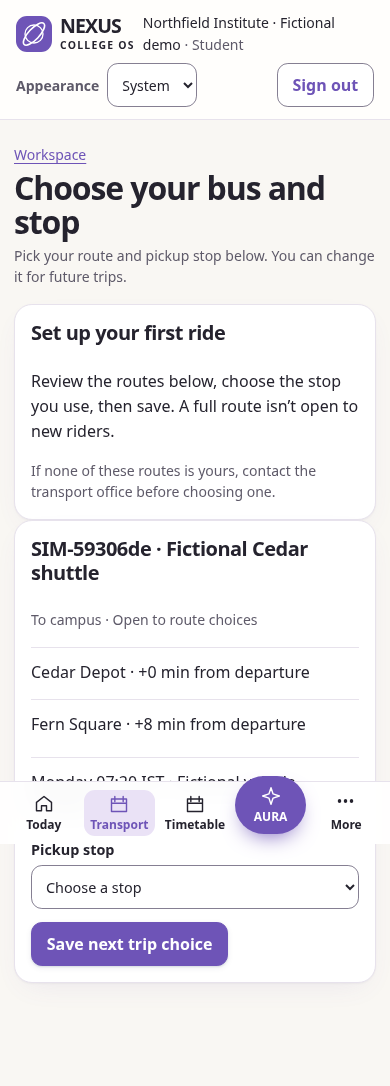 NEXUS
COLLEGE OS
Northfield Institute · Fictional
demo · Student
Appearance
System
Sign out
Workspace
Choose your bus and
stop
Pick your route and pickup stop below. You can change
it for future trips.
Set up your first ride
Review the routes below, choose the stop
you use, then save. A full route isn’t open to
new riders.
If none of these routes is yours, contact the
transport office before choosing one.
SIM-59306de · Fictional Cedar
shuttle
To campus · Open to route choices
Cedar Depot · +0 min from departure
Fern Square · +8 min from departure
Monday 07:20 IST · Fictional
Today
Transport
Timetable
AURA
More
Pickup stop
Choose a stop
Save next trip choice